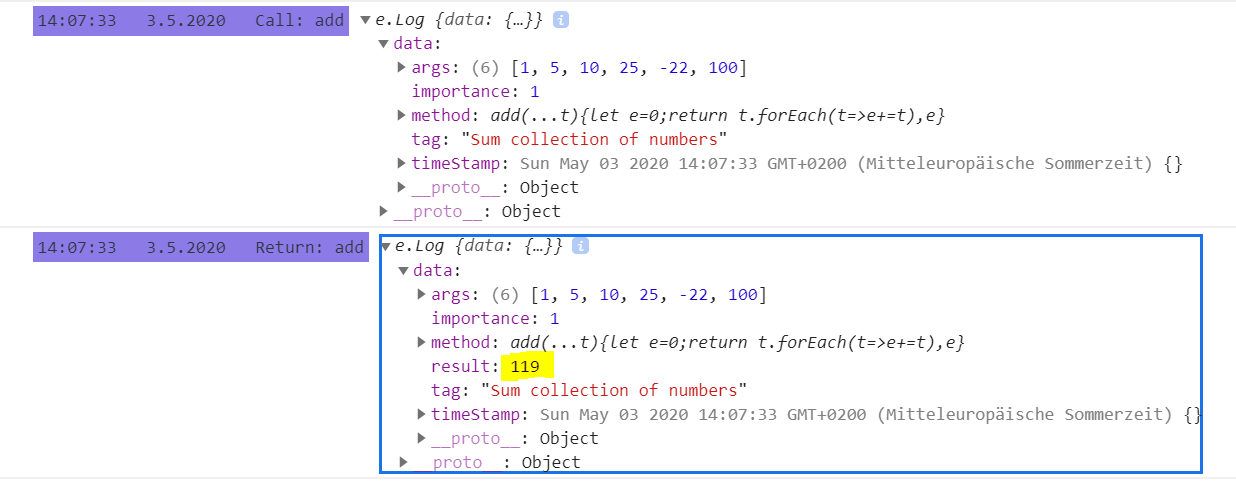 14:07:33 3.5.2020 Call: add ▼e.Log {data: {…}} i
▼data:
▶args: (6) [1, 5, 10, 25, -22, 100]
importance: 1
▶method: add(...t){let e=0;return t.forEach(t=>e+=t),e}
tag: "Sum collection of numbers"
▶timeStamp: Sun May 03 2020 14:07:33 GMT+0200 (Mitteleuropäische Sommerzeit) {}
▶__proto__: Object
▶__proto__: Object
14:07:33 3.5.2020 Return: add ▼e.Log {data: {…}} i
▼data:
▶args: (6) [1, 5, 10, 25, -22, 100]
importance: 1
▶method: add(...t){let e=0;return t.forEach(t=>e+=t),e}
result: 119
tag: "Sum collection of numbers"
▶timeStamp: Sun May 03 2020 14:07:33 GMT+0200 (Mitteleuropäische Sommerzeit) {}
▶__proto__: Object
▶__proto__: Object